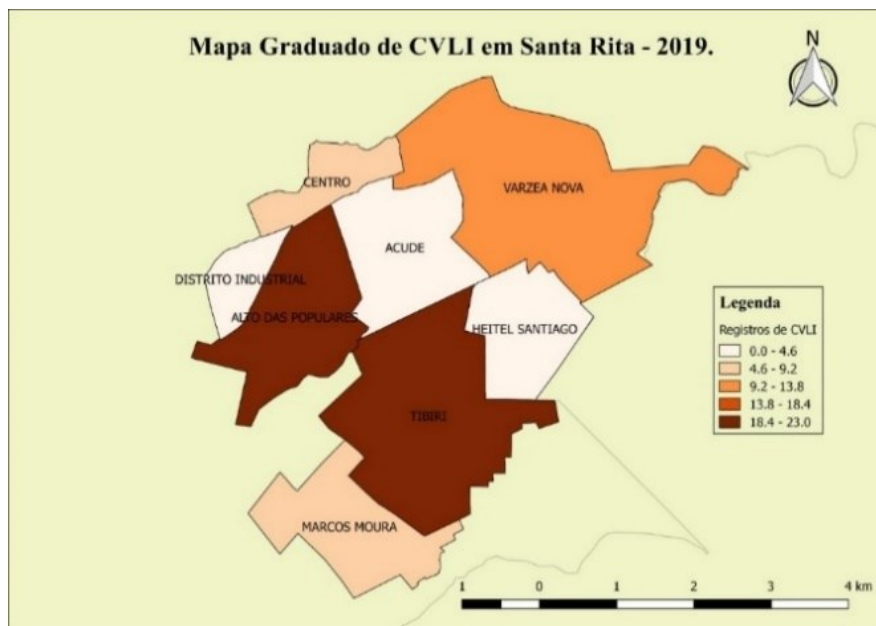 Mapa Graduado de CVLI em Santa Rita - 2019.
N
CENTRO
VARZEA NOVA
ACUDE
DISTRITO INDUSTRIAL
ALTO DAS POPULARES
HEITEL SANTIAGO
TIBIRI
MARCOS MOURA
Legenda
Registros de CVLI
0.0 - 4.6
4.6 - 9.2
9.2 - 13.8
13.8 - 18.4
18.4 - 23.0
1 0 1 2 3 4 km